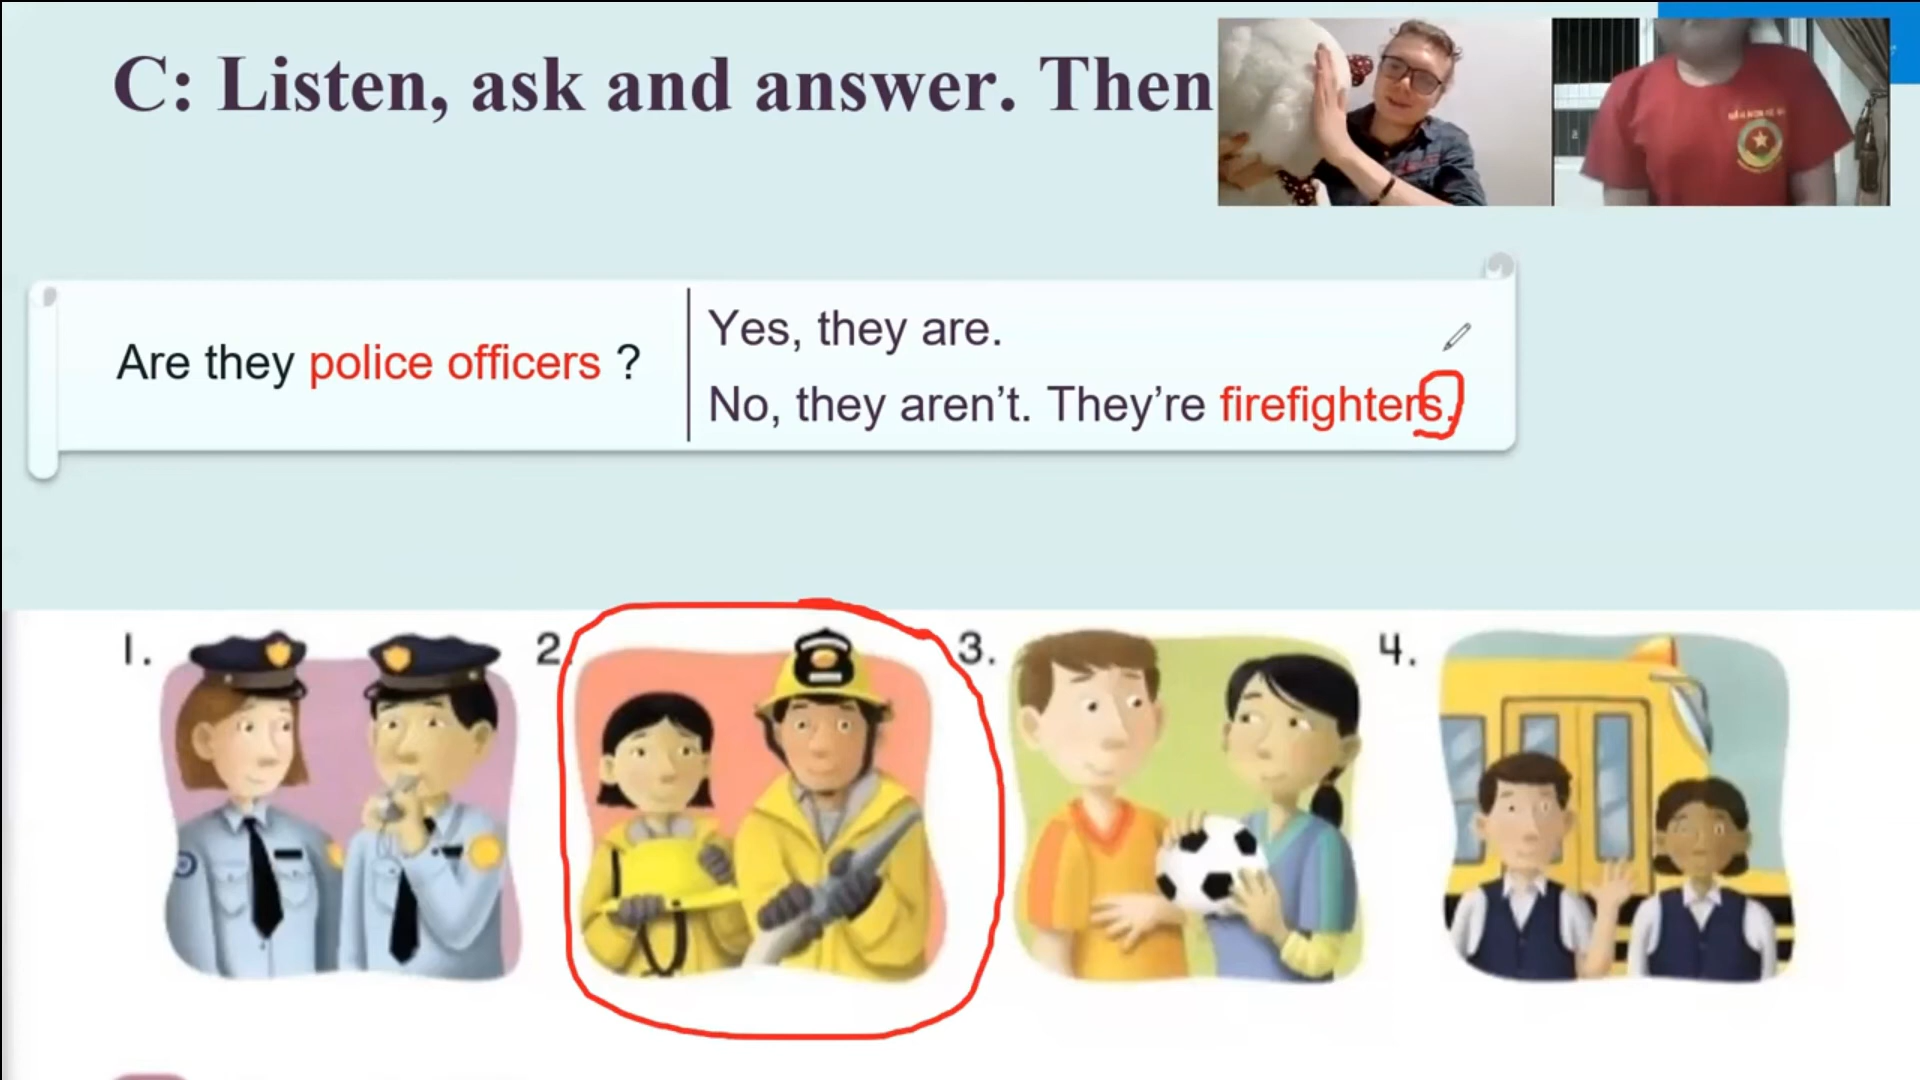 C: Listen, ask and answer. Then
Are they police officers ?
Yes, they are.
No, they aren’t. They’re firefighters.
1.
2.
3.
4.